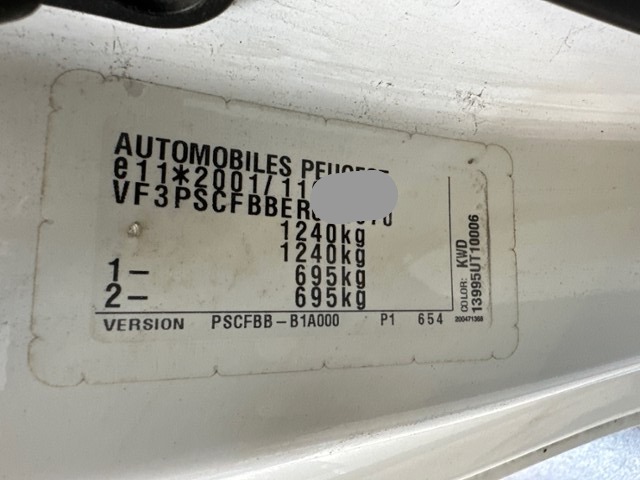 AUTOMOBILES PEUGEOT
e11*2001/11
VF3PSCFBBER
1240kg
1240kg
1- 695kg
2- 695kg
VERSION PSCFBB-B1A000 P1 654
COLOR: KWD
13995UT10006
200471368